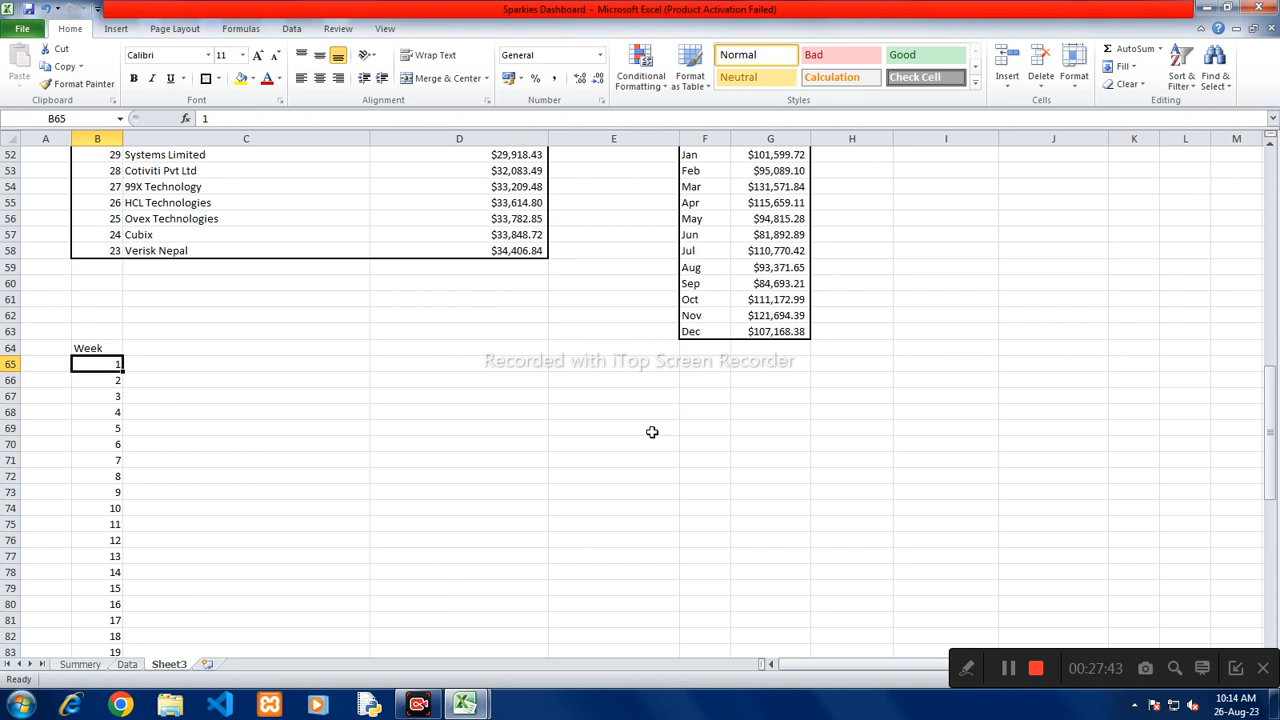 Sparkies Dashboard - Microsoft Excel (Product Activation Failed)
File Home Insert Page Layout Formulas Data Review View
Paste Cut Copy Format Painter Clipboard
Calibri 11 A A B I U A Font
Wrap Text Merge & Center Alignment
General % , Number
Conditional Formatting Format as Table Normal Bad Good Neutral Calculation Check Cell Styles
Insert Delete Format Cells
AutoSum Fill Clear Sort & Filter Find & Select Editing
B65 fx 1
A B C D E F G H I J K L M
52 29 Systems Limited $29,918.43 Jan $101,599.72
53 28 Cotiviti Pvt Ltd $32,083.49 Feb $95,089.10
54 27 99X Technology $33,209.48 Mar $131,571.84
55 26 HCL Technologies $33,614.80 Apr $115,659.11
56 25 Ovex Technologies $33,782.85 May $94,815.28
57 24 Cubix $33,848.72 Jun $81,892.89
58 23 Verisk Nepal $34,406.84 Jul $110,770.42
59 Aug $93,371.65
60 Sep $84,693.21
61 Oct $111,172.99
62 Nov $121,694.39
63 Dec $107,168.38
64 Week
65 1
Recorded with iTop Screen Recorder
66 2
67 3
68 4
69 5
70 6
71 7
72 8
73 9
74 10
75 11
76 12
77 13
78 14
79 15
80 16
81 17
82 18
83 19
Summery Data Sheet3
00:27:43
Ready
10:14 AM
26-Aug-23